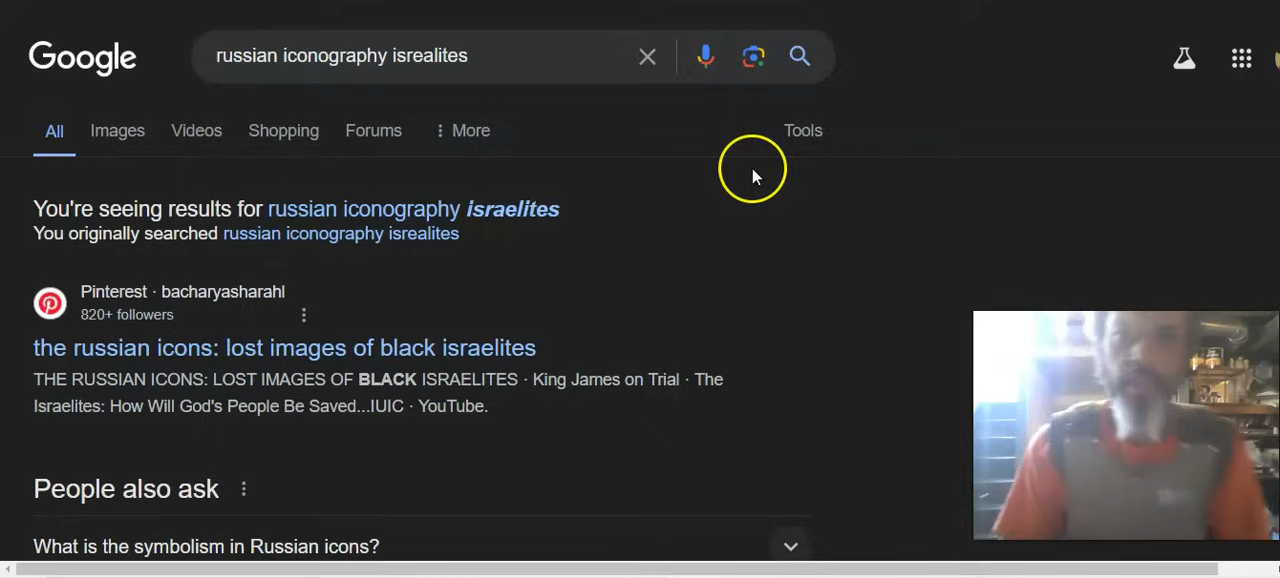 Google
russian iconography isrealites
All Images Videos Shopping Forums More Tools
You're seeing results for russian iconography israelites
You originally searched russian iconography isrealites
Pinterest · bacharyasharahl
820+ followers
the russian icons: lost images of black israelites
THE RUSSIAN ICONS: LOST IMAGES OF BLACK ISRAELITES · King James on Trial · The
Israelites: How Will God's People Be Saved...IUIC · YouTube.
People also ask
What is the symbolism in Russian icons?